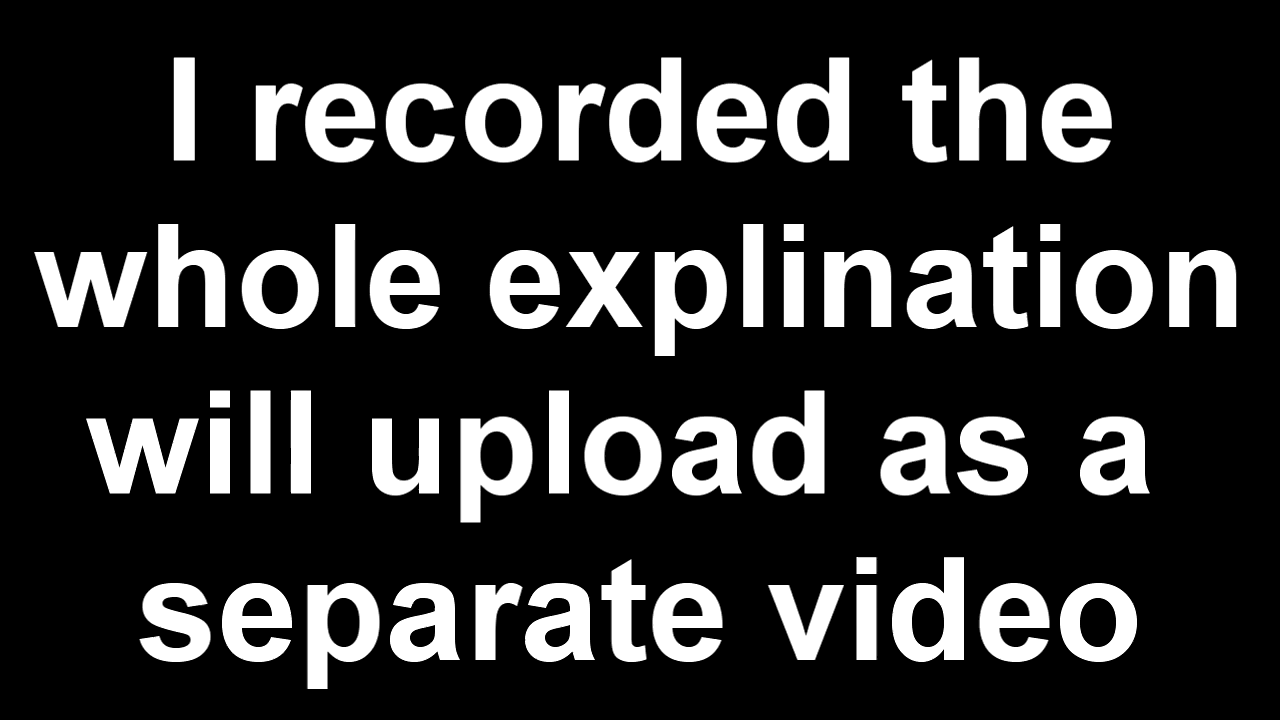 I recorded the
whole explination
will upload as a
separate video